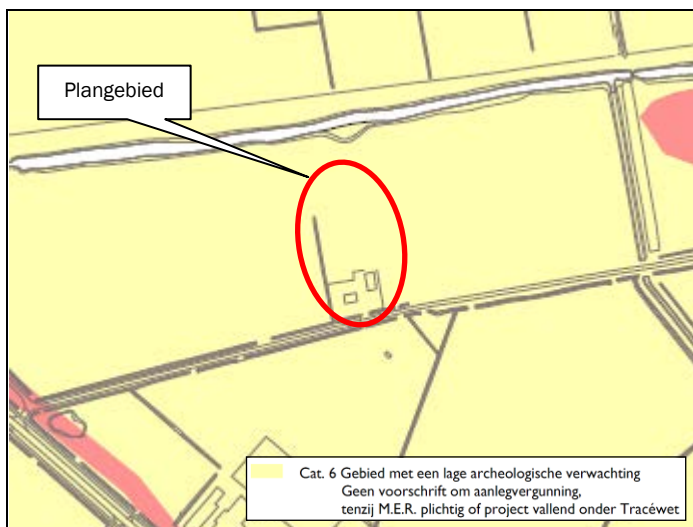 Plangebied
Cat. 6 Gebied met een lage archeologische verwachting
Geen voorschrift om aanlegvergunning,
tenzij M.E.R. plichtig of project vallend onder Tracéwet